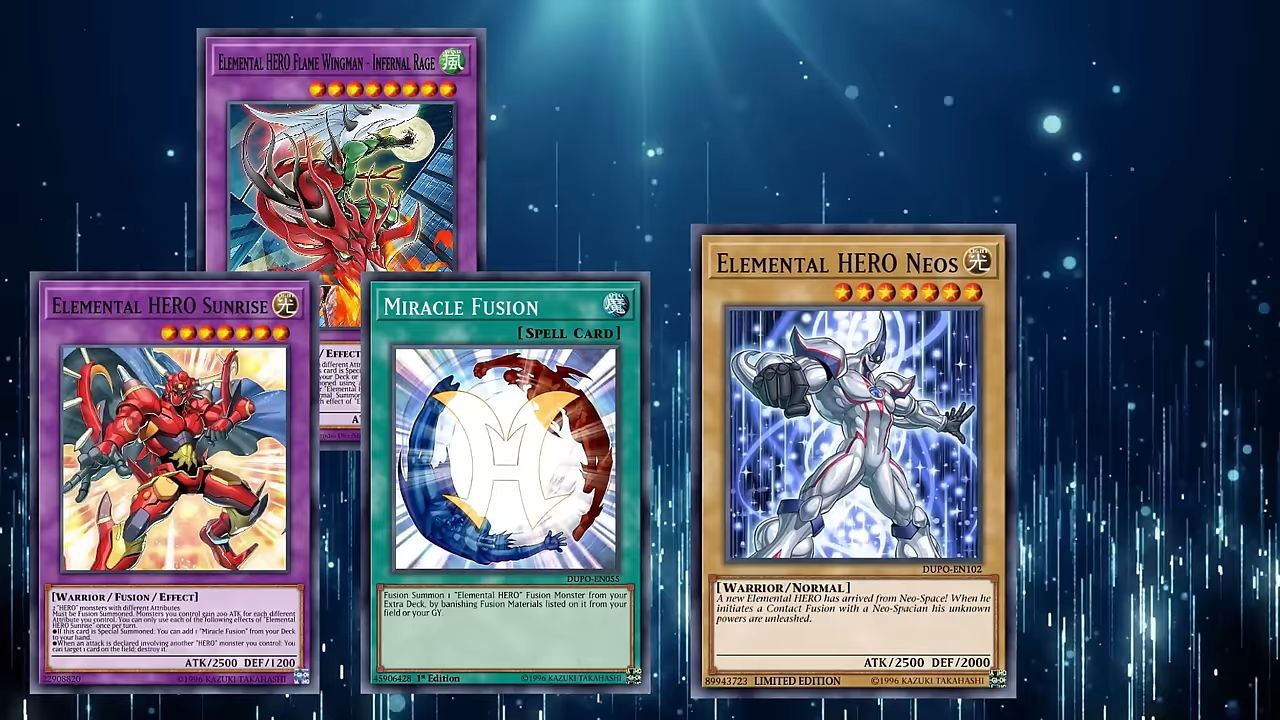 ELEMENTAL HERO FLAME WINGMAN - INFERNAL RAGE
WIND
風
/EFFECT
different Att
ELEMENTAL HERO SUNRISE
光
[WARRIOR / FUSION / EFFECT]
2 "HERO" monsters with different Attributes
Must be Fusion Summoned. Monsters you control gain 200 ATK for each different
Attribute you control. You can only use each of the following effects of "Elemental
HERO Sunrise" once per turn.
●If this card is Special Summoned: You can add 1 "Miracle Fusion" from your Deck
to your hand.
●When an attack is declared involving another "HERO" monster you control: You
can target 1 card on the field; destroy it.
ATK/2500 DEF/1200
22908820 ©1996 KAZUKI TAKAHASHI
MIRACLE FUSION
魔
[SPELL CARD]
DUPO-EN055
Fusion Summon 1 "Elemental HERO" Fusion Monster from your
Extra Deck, by banishing Fusion Materials listed on it from your
field or your GY.
45906428 1st Edition ©1996 KAZUKI TAKAHASHI
ELEMENTAL HERO NEOS
LIGHT
光
DUPO-EN102
[WARRIOR/NORMAL]
A new Elemental HERO has arrived from Neo-Space! When he
initiates a Contact Fusion with a Neo-Spacian his unknown
powers are unleashed.
ATK/2500 DEF/2000
89943723 LIMITED EDITION ©1996 KAZUKI TAKAHASHI